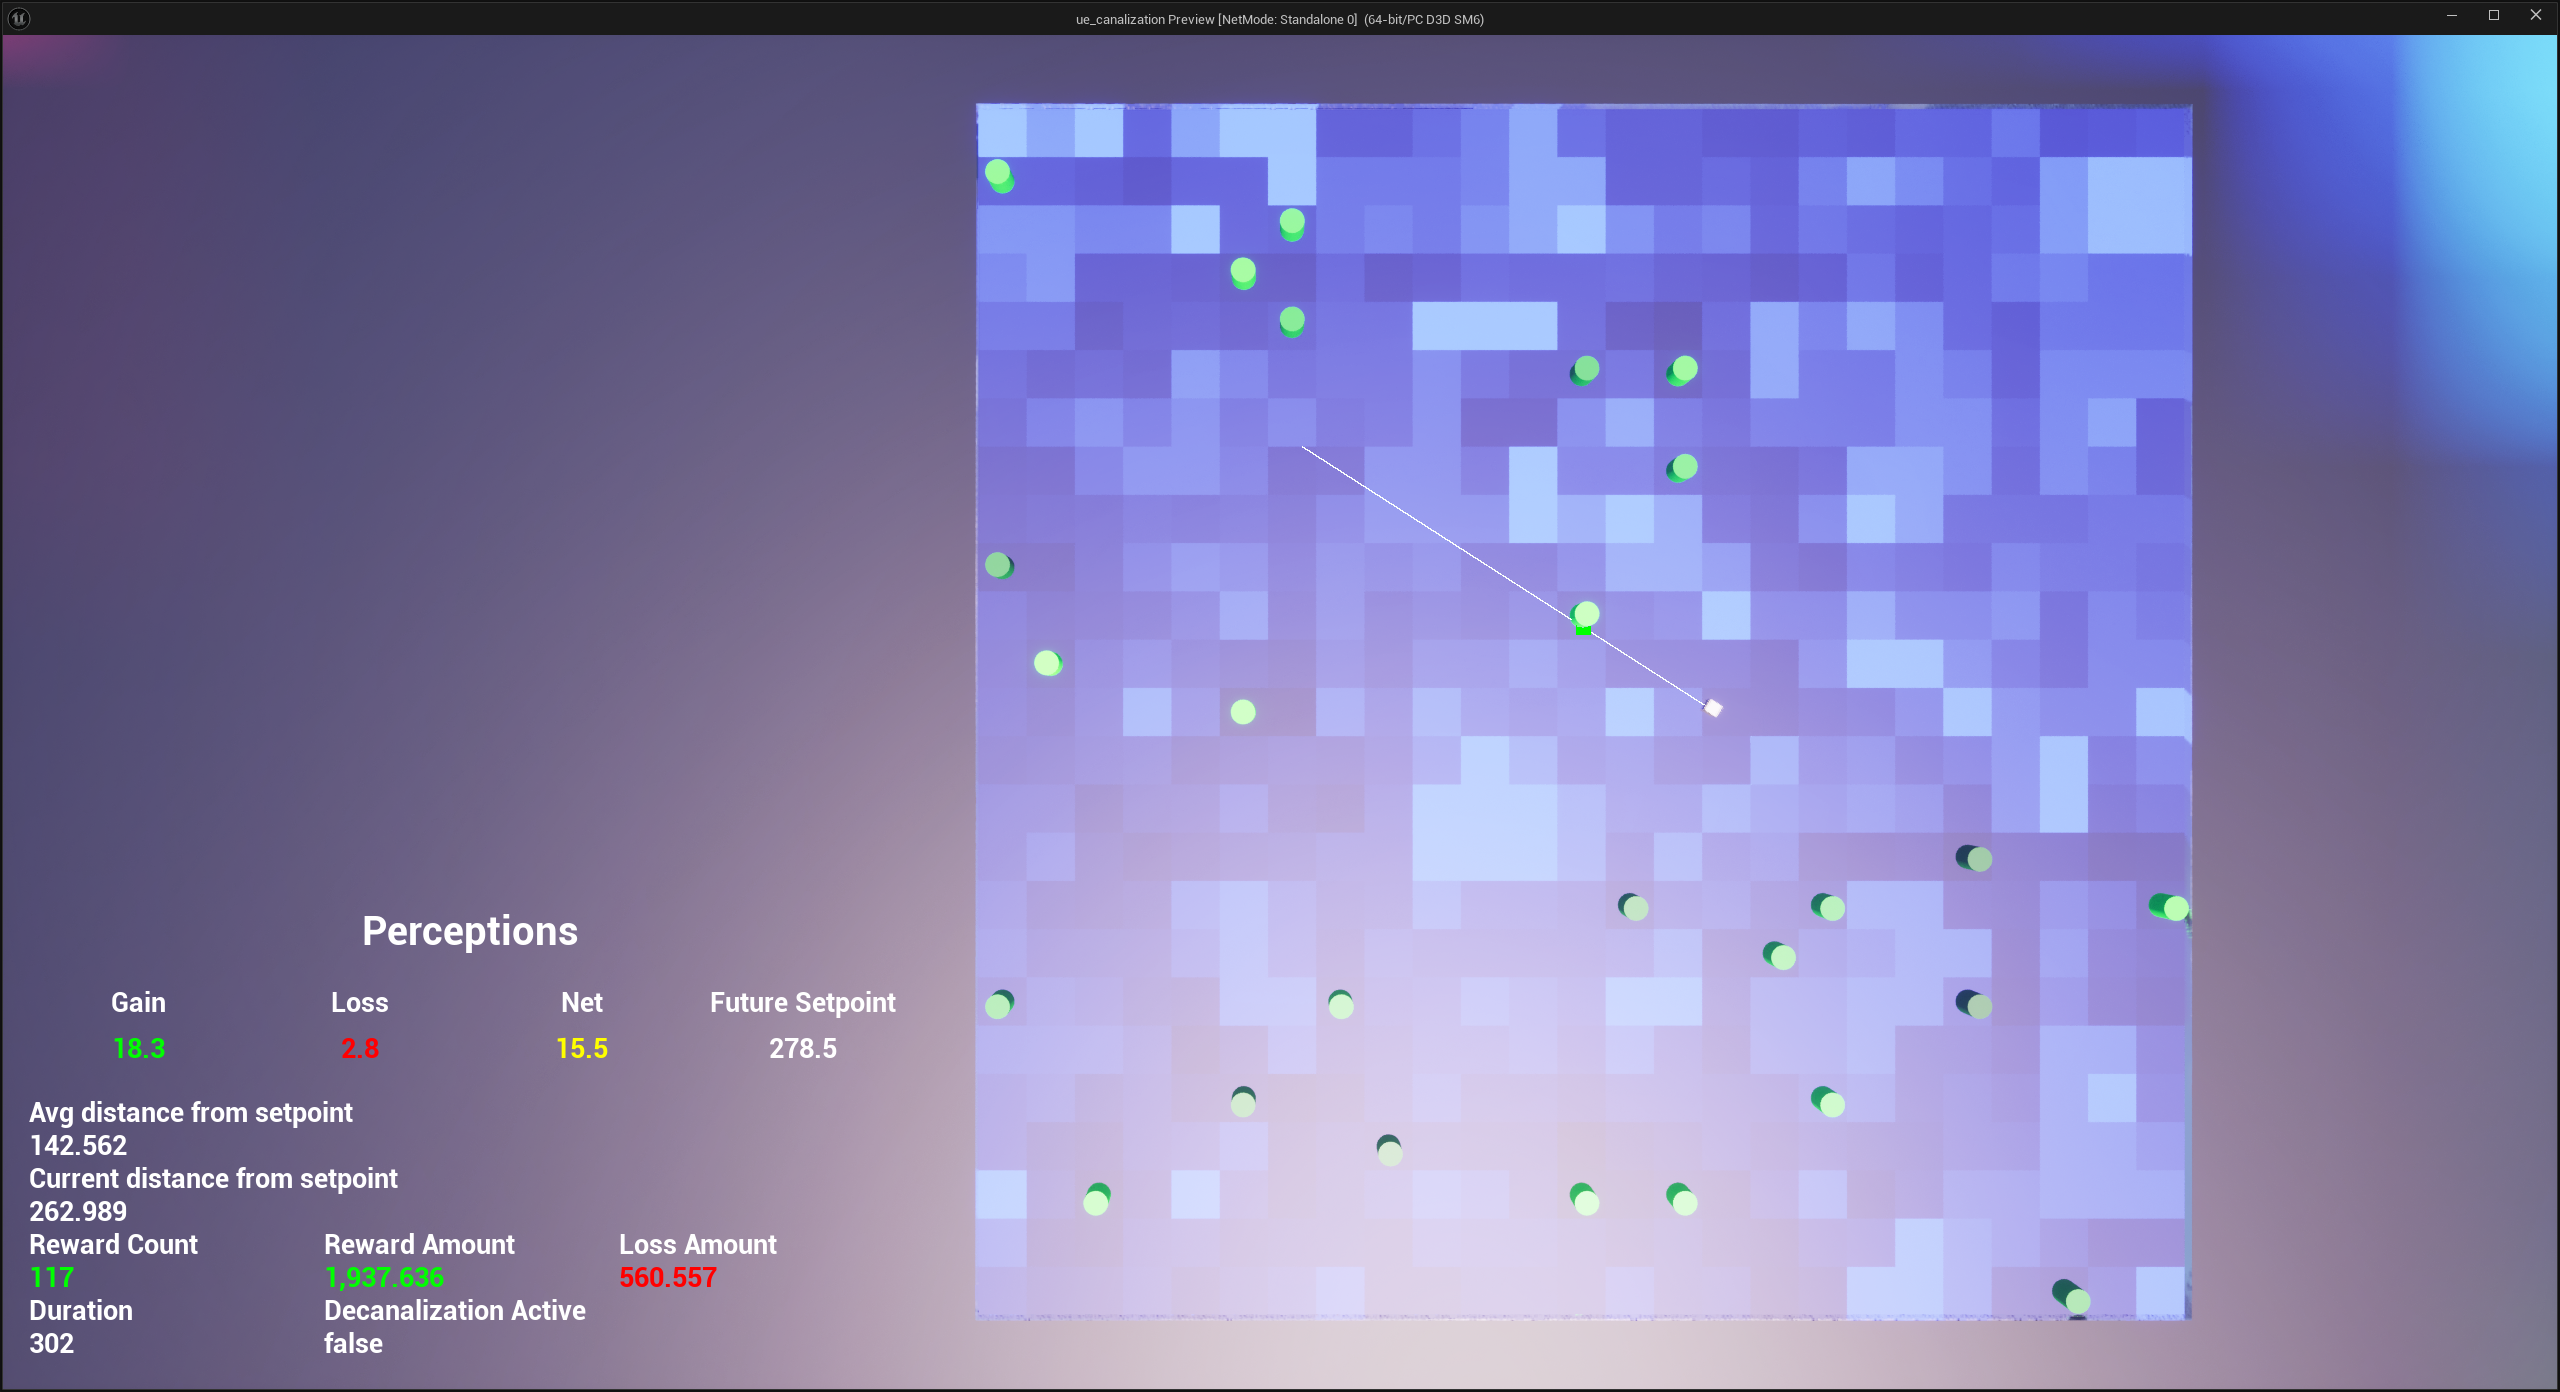 ue_canalization Preview [NetMode: Standalone 0]  (64-bit/PC D3D SM6)
Perceptions
Gain Loss Net Future Setpoint
18.3 2.8 15.5 278.5
Avg distance from setpoint
142.562
Current distance from setpoint
262.989
Reward Count Reward Amount Loss Amount
117 1,937.636 560.557
Duration Decanalization Active
302 false